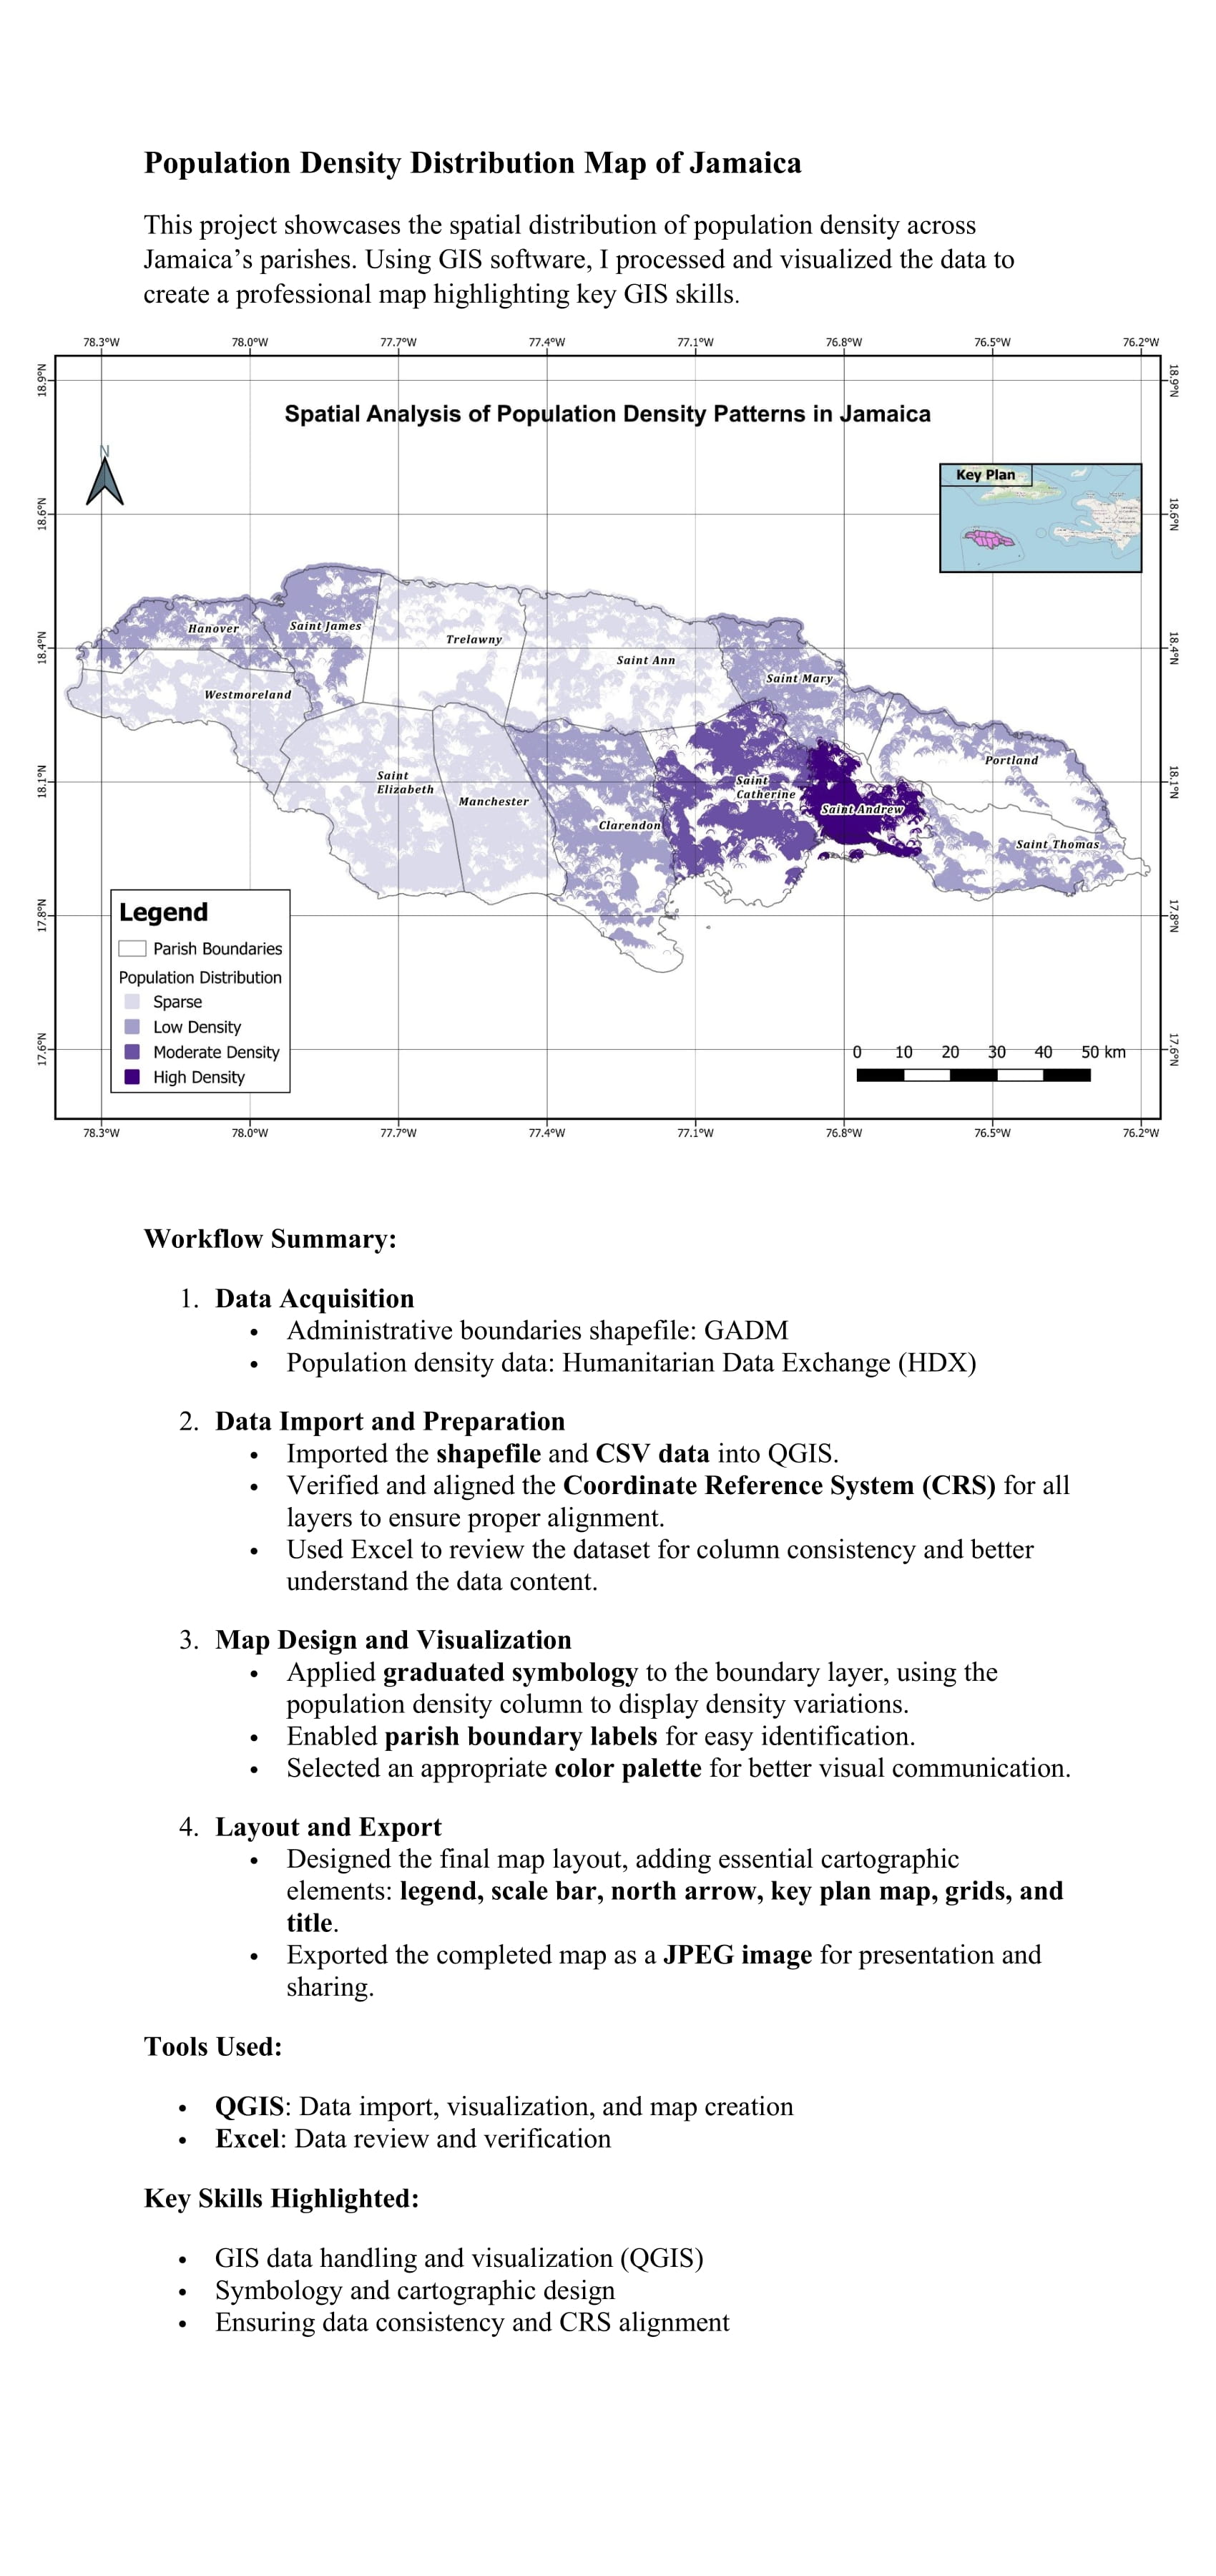 Population Density Distribution Map of Jamaica
This project showcases the spatial distribution of population density across
Jamaica’s parishes. Using GIS software, I processed and visualized the data to
create a professional map highlighting key GIS skills.
78.3°W 78.0°W 77.7°W 77.4°W 77.1°W 76.8°W 76.5°W 76.2°W
18.9°N 18.9°N
Spatial Analysis of Population Density Patterns in Jamaica
N
Key Plan
18.6°N 18.6°N
Hanover
Saint James
Trelawny
18.4°N 18.4°N
Saint Ann
Saint Mary
Westmoreland
Portland
Saint
Elizabeth
Saint
Catherine
18.1°N 18.1°N
Manchester
Saint Andrew
Clarendon
Saint Thomas
17.8°N 17.8°N
Legend
Parish Boundaries
Population Distribution
Sparse
Low Density
Moderate Density
High Density
17.6°N 17.6°N
0 10 20 30 40 50 km
78.3°W 78.0°W 77.7°W 77.4°W 77.1°W 76.8°W 76.5°W 76.2°W
Workflow Summary:
1. Data Acquisition
• Administrative boundaries shapefile: GADM
• Population density data: Humanitarian Data Exchange (HDX)
2. Data Import and Preparation
• Imported the shapefile and CSV data into QGIS.
• Verified and aligned the Coordinate Reference System (CRS) for all
layers to ensure proper alignment.
• Used Excel to review the dataset for column consistency and better
understand the data content.
3. Map Design and Visualization
• Applied graduated symbology to the boundary layer, using the
population density column to display density variations.
• Enabled parish boundary labels for easy identification.
• Selected an appropriate color palette for better visual communication.
4. Layout and Export
• Designed the final map layout, adding essential cartographic
elements: legend, scale bar, north arrow, key plan map, grids, and
title.
• Exported the completed map as a JPEG image for presentation and
sharing.
Tools Used:
• QGIS: Data import, visualization, and map creation
• Excel: Data review and verification
Key Skills Highlighted:
• GIS data handling and visualization (QGIS)
• Symbology and cartographic design
• Ensuring data consistency and CRS alignment